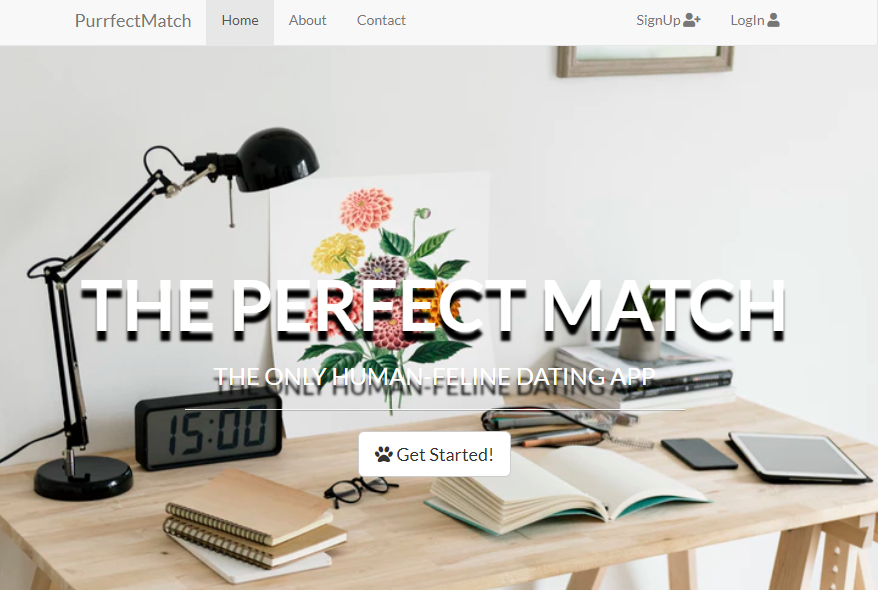 PurrfectMatch Home About Contact SignUp LogIn
THE PERFECT MATCH
THE ONLY HUMAN-FELINE DATING APP
15:00
Get Started!